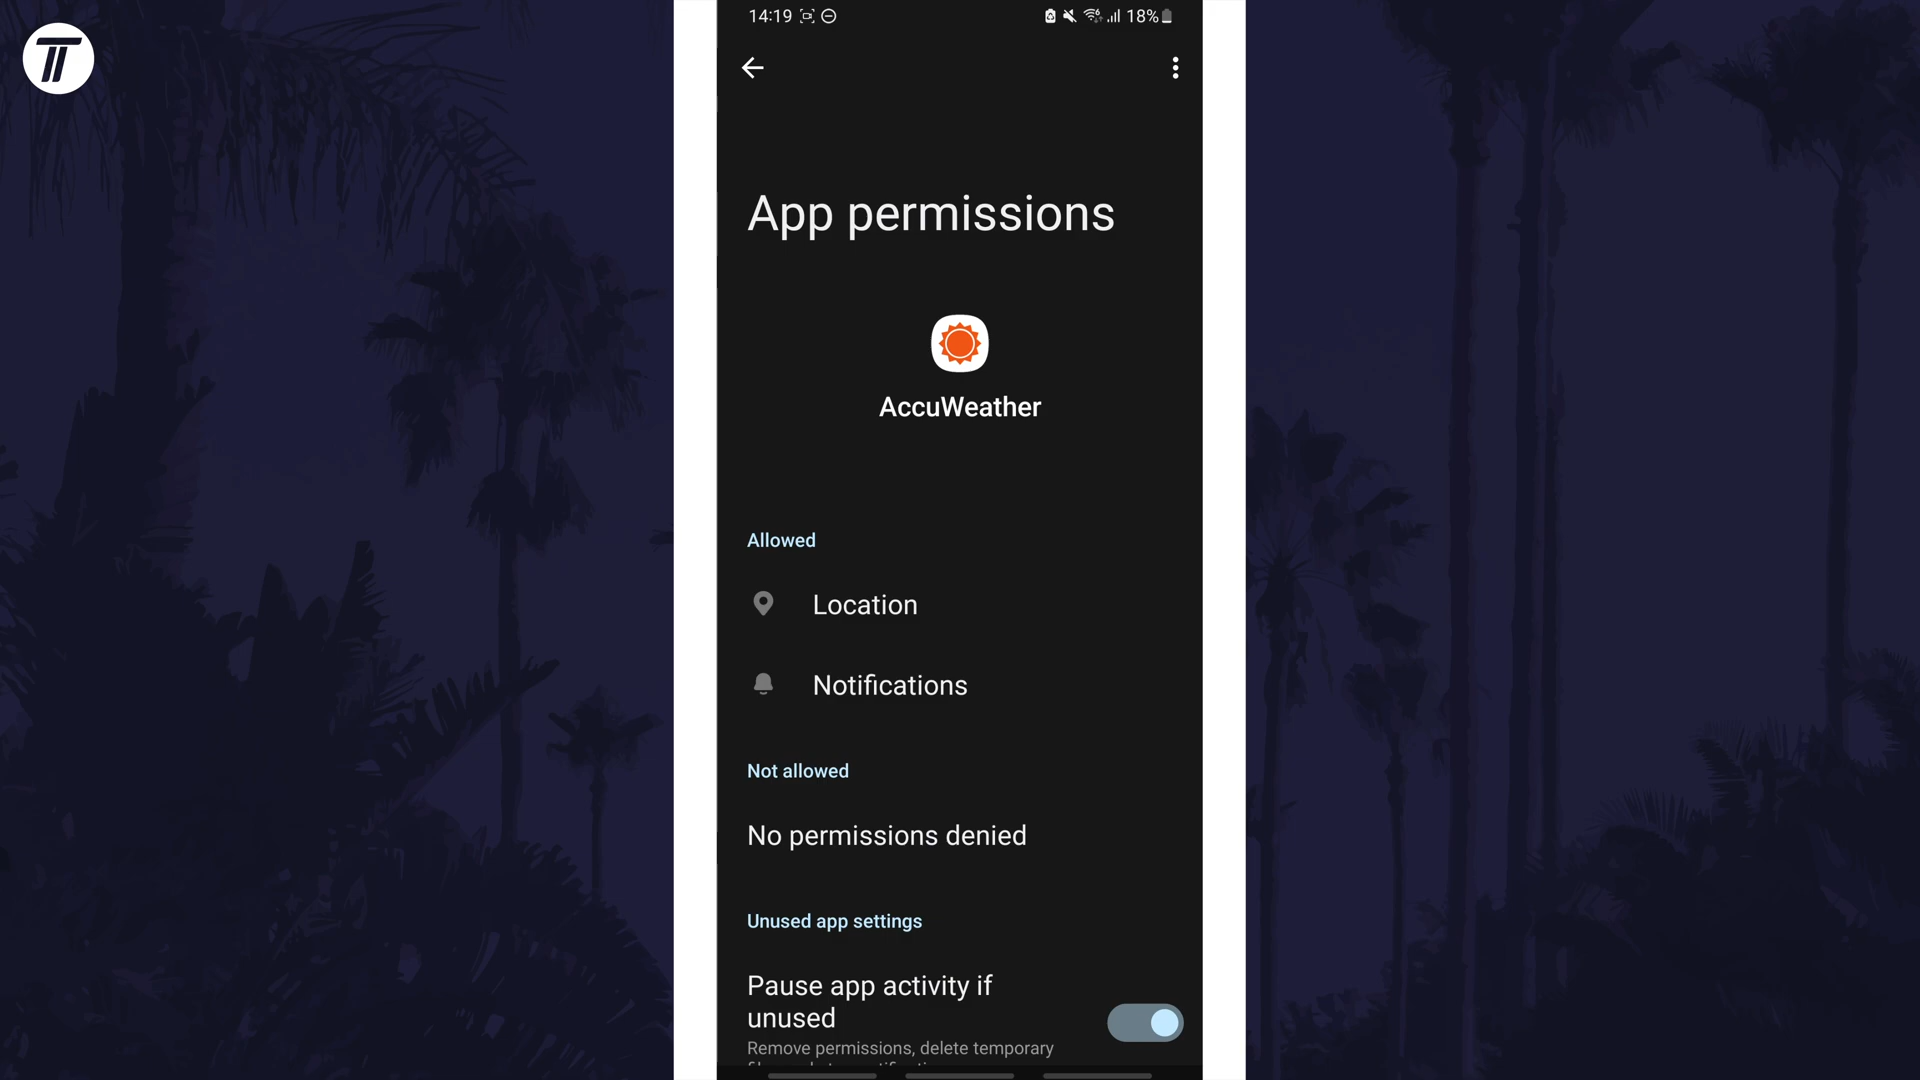 14:19 18%
App permissions
AccuWeather
Allowed
Location
Notifications
Not allowed
No permissions denied
Unused app settings
Pause app activity if
unused
Remove permissions, delete temporary